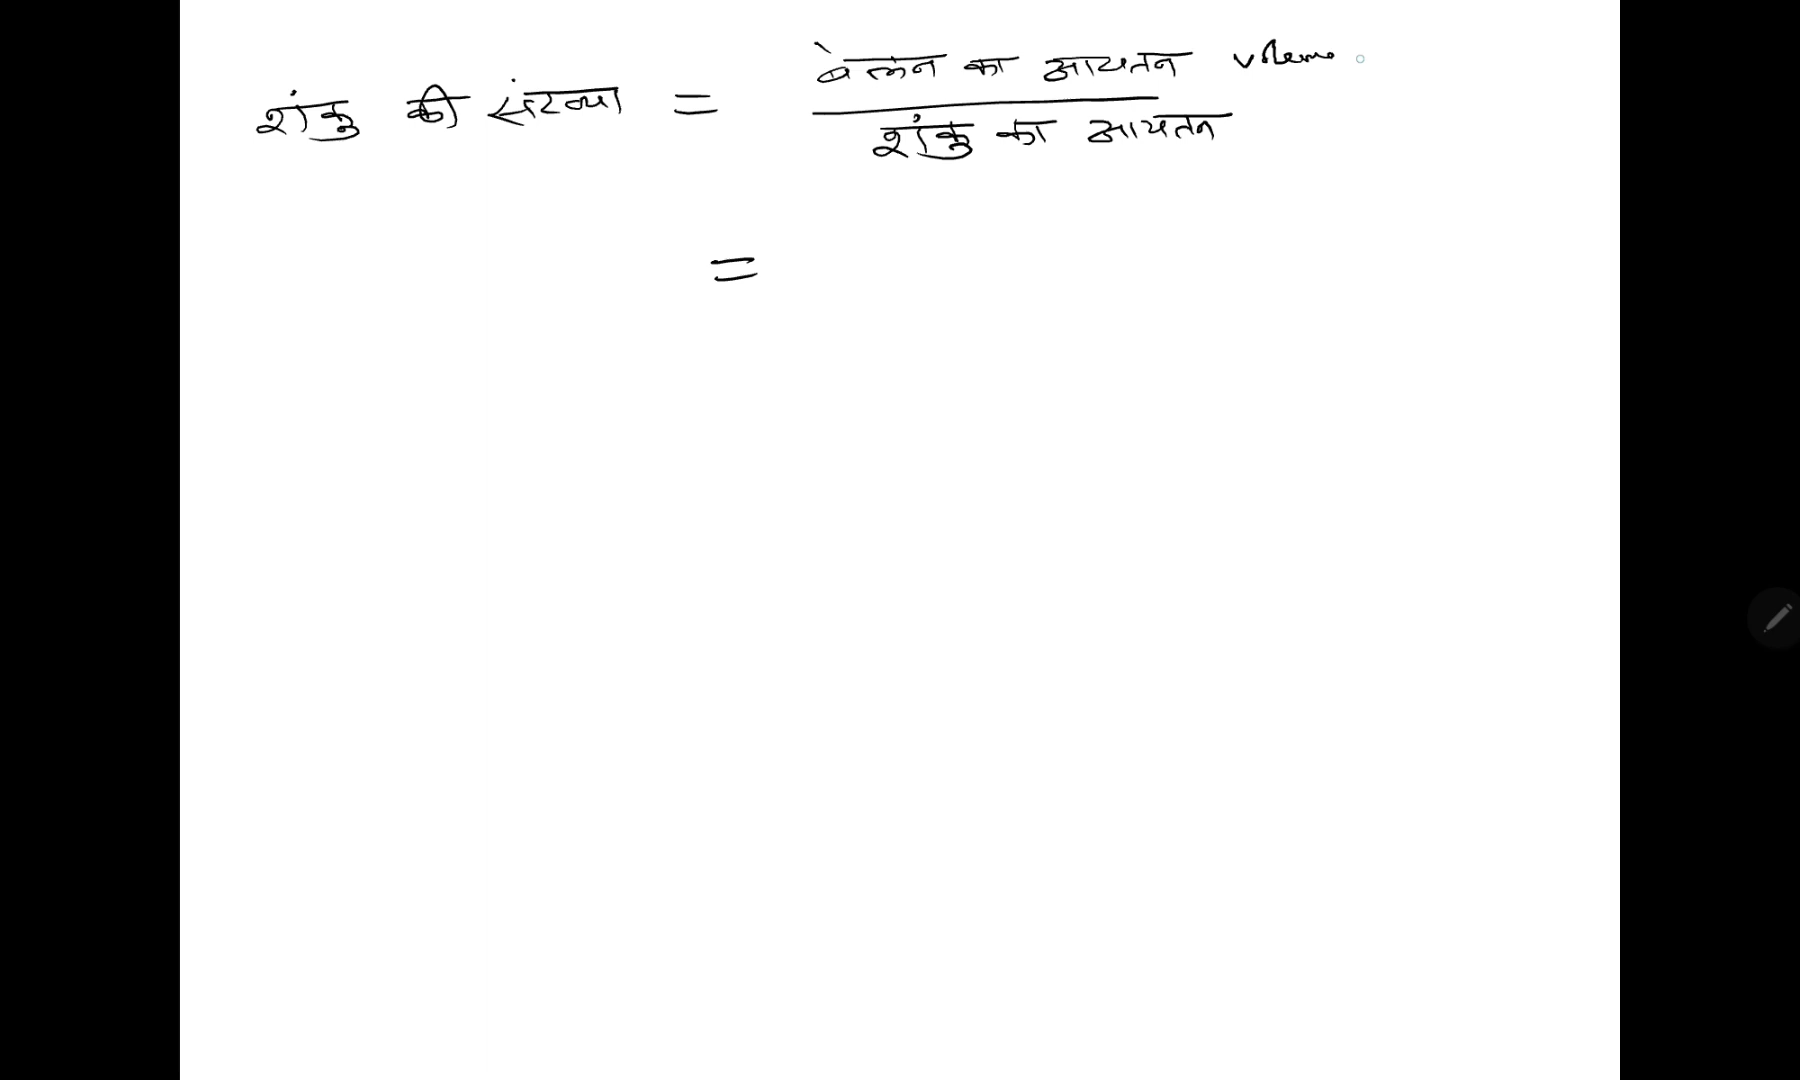 बेलन का आयतन volume
शंकु की संख्या =
शंकु का आयतन
=